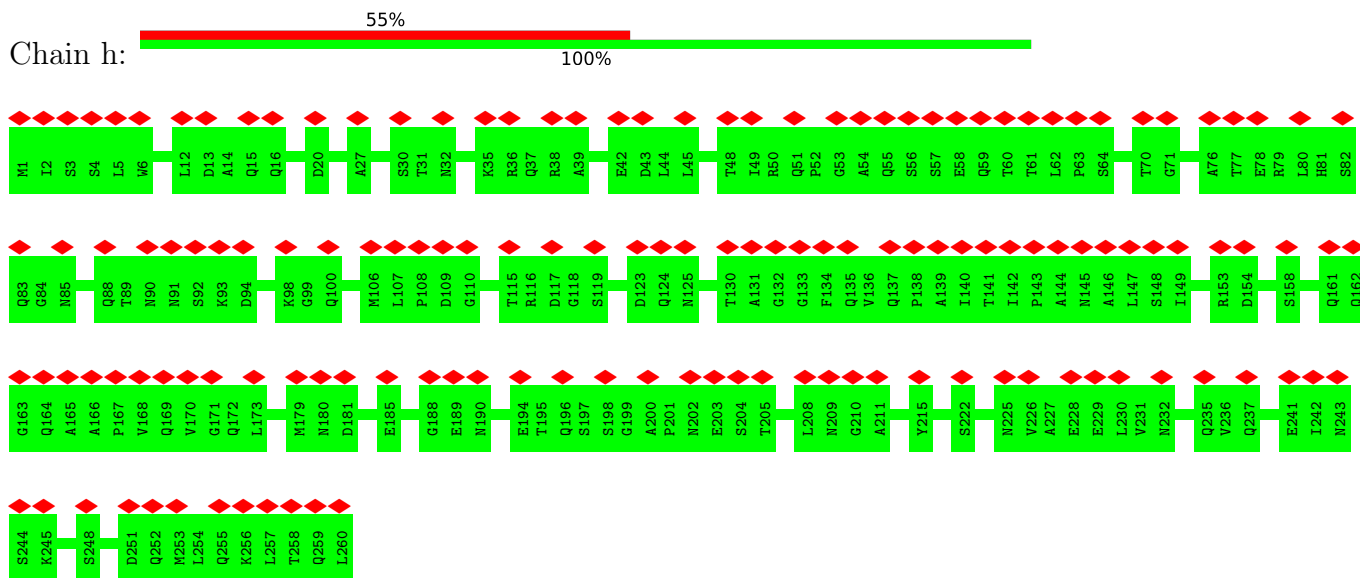 55%
Chain h:
100%
M1 I2 S3 S4 L5 W6 L12 D13 A14 Q15 Q16 D20 A27 S30 T31 N32 K35 R36 Q37 R38 A39 E42 D43 L44 L45 T48 I49 R50 Q51 P52 G53 A54 Q55 S56 S57 E58 Q59 T60 T61 L62 P63 S64 T70 G71 A76 T77 E78 R79 L80 H81 S82
Q83 G84 N85 Q88 T89 N90 N91 S92 K93 D94 K98 G99 Q100 M106 L107 P108 D109 G110 T115 R116 D117 G118 S119 D123 Q124 N125 T130 A131 G132 G133 F134 Q135 V136 Q137 P138 A139 I140 T141 I142 P143 A144 N145 A146 L147 S148 I149 R153 D154 S158 Q161 Q162
G163 Q164 A165 A166 P167 V168 Q169 V170 G171 Q172 L173 M179 N180 D181 E185 G188 E189 N190 E194 T195 Q196 S197 S198 G199 A200 P201 N202 E203 S204 T205 L208 N209 G210 A211 Y215 S222 N225 V226 A227 E228 E229 L230 V231 N232 Q235 V236 Q237 E241 I242 N243
S244 K245 S248 D251 Q252 M253 L254 Q255 K256 L257 T258 Q259 L260